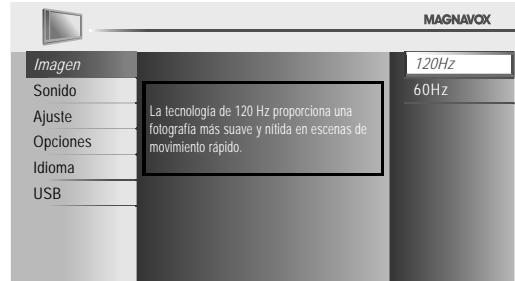 MAGNAVOX
Imagen
Sonido
Ajuste
Opciones
Idioma
USB
La tecnología de 120 Hz proporciona una
fotografía más suave y nítida en escenas de
movimiento rápido.
120Hz
60Hz